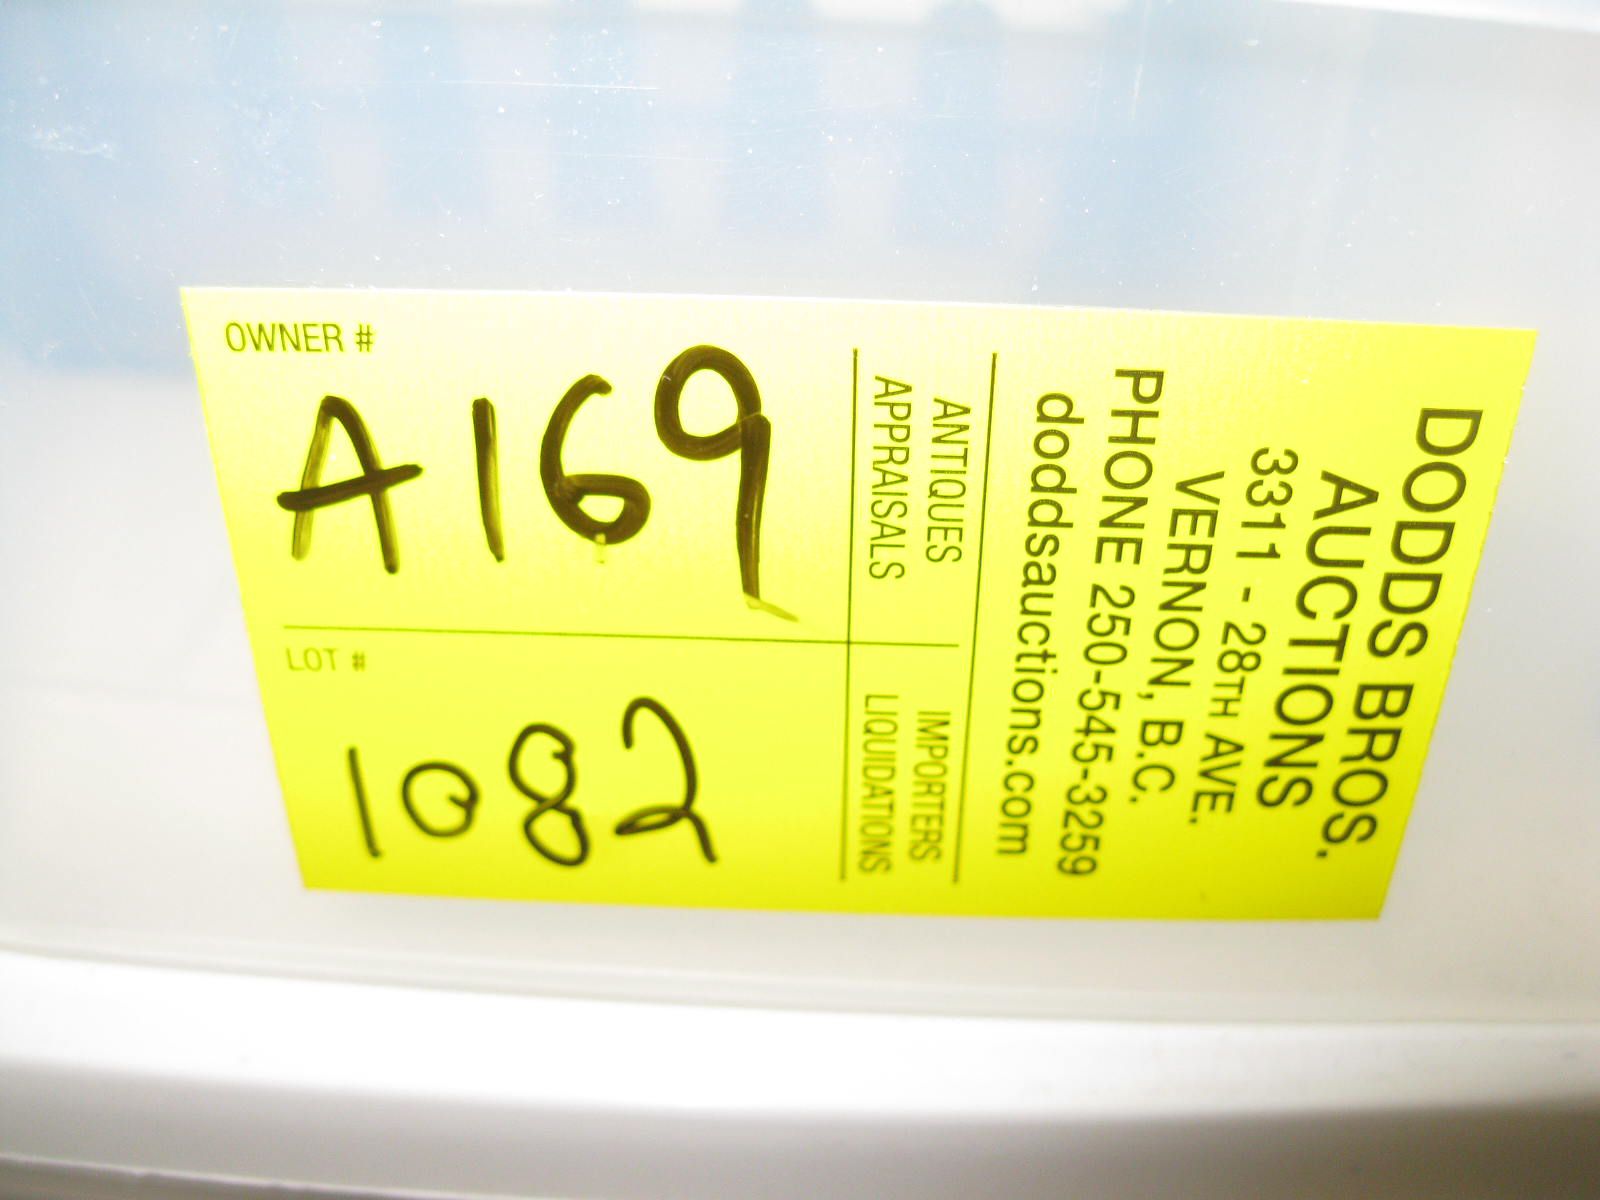 DODDS BROS.
AUCTIONS
3311 - 28TH AVE.
VERNON, B.C.
PHONE 250-545-3259
doddsauctions.com
ANTIQUES
APPRAISALS
IMPORTERS
LIQUIDATIONS
OWNER #
A169
LOT #
1082